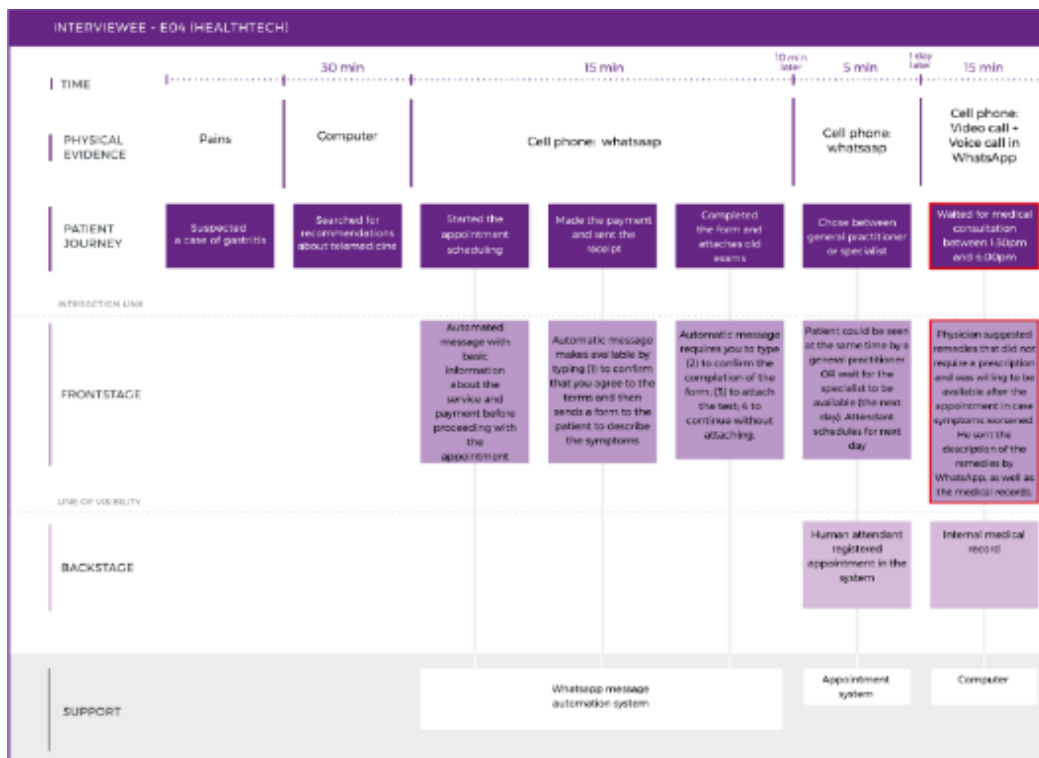 INTERVIEWEE - E04 (HEALTHTECH)
TIME
30 min
15 min
10 min
later
5 min
1 day
later
15 min
PHYSICAL
EVIDENCE
Pains
Computer
Cell phone: whatsaap
Cell phone:
whatsaap
Cell phone:
Video call +
Voice call in
WhatsApp
PATIENT
JOURNEY
Suspected
a case of gastritis
Searched for
recommendations
about telemedicine
Started the
appointment
scheduling
Made the payment
and sent the
receipt
Completed
the form and
attaches old
exams
Chose between
general practitioner
or specialist
Waited for medical
consultation
between 1:30pm
and 6:00pm
INTERACTION LINE
FRONTSTAGE
Automated
message with
basic
information
about the
service and
payment before
proceeding with
the
appointment
Automatic message
makes available by
typing (1) to confirm
that you agree to the
terms and then
sends a form to the
patient to describe
the symptoms
Automatic message
requires you to type
(2) to confirm the
completion of the
form; (3) to attach
the test; 4 to
continue without
attaching.
Patient could be seen
at the same time by a
general practitioner
OR wait for the
specialist to be
available (the next
day). Attendant
schedules for next
day
Physician suggested
remedies that did not
require a prescription
and was willing to be
available after the
appointment in case
symptoms worsened.
He sent the
description of the
remedies by
WhatsApp, as well as
the medical records.
LINE OF VISIBILITY
BACKSTAGE
Human attendant
registered
appointment in the
system
Internal medical
record
SUPPORT
Whatsapp message
automation system
Appointment
system
Computer